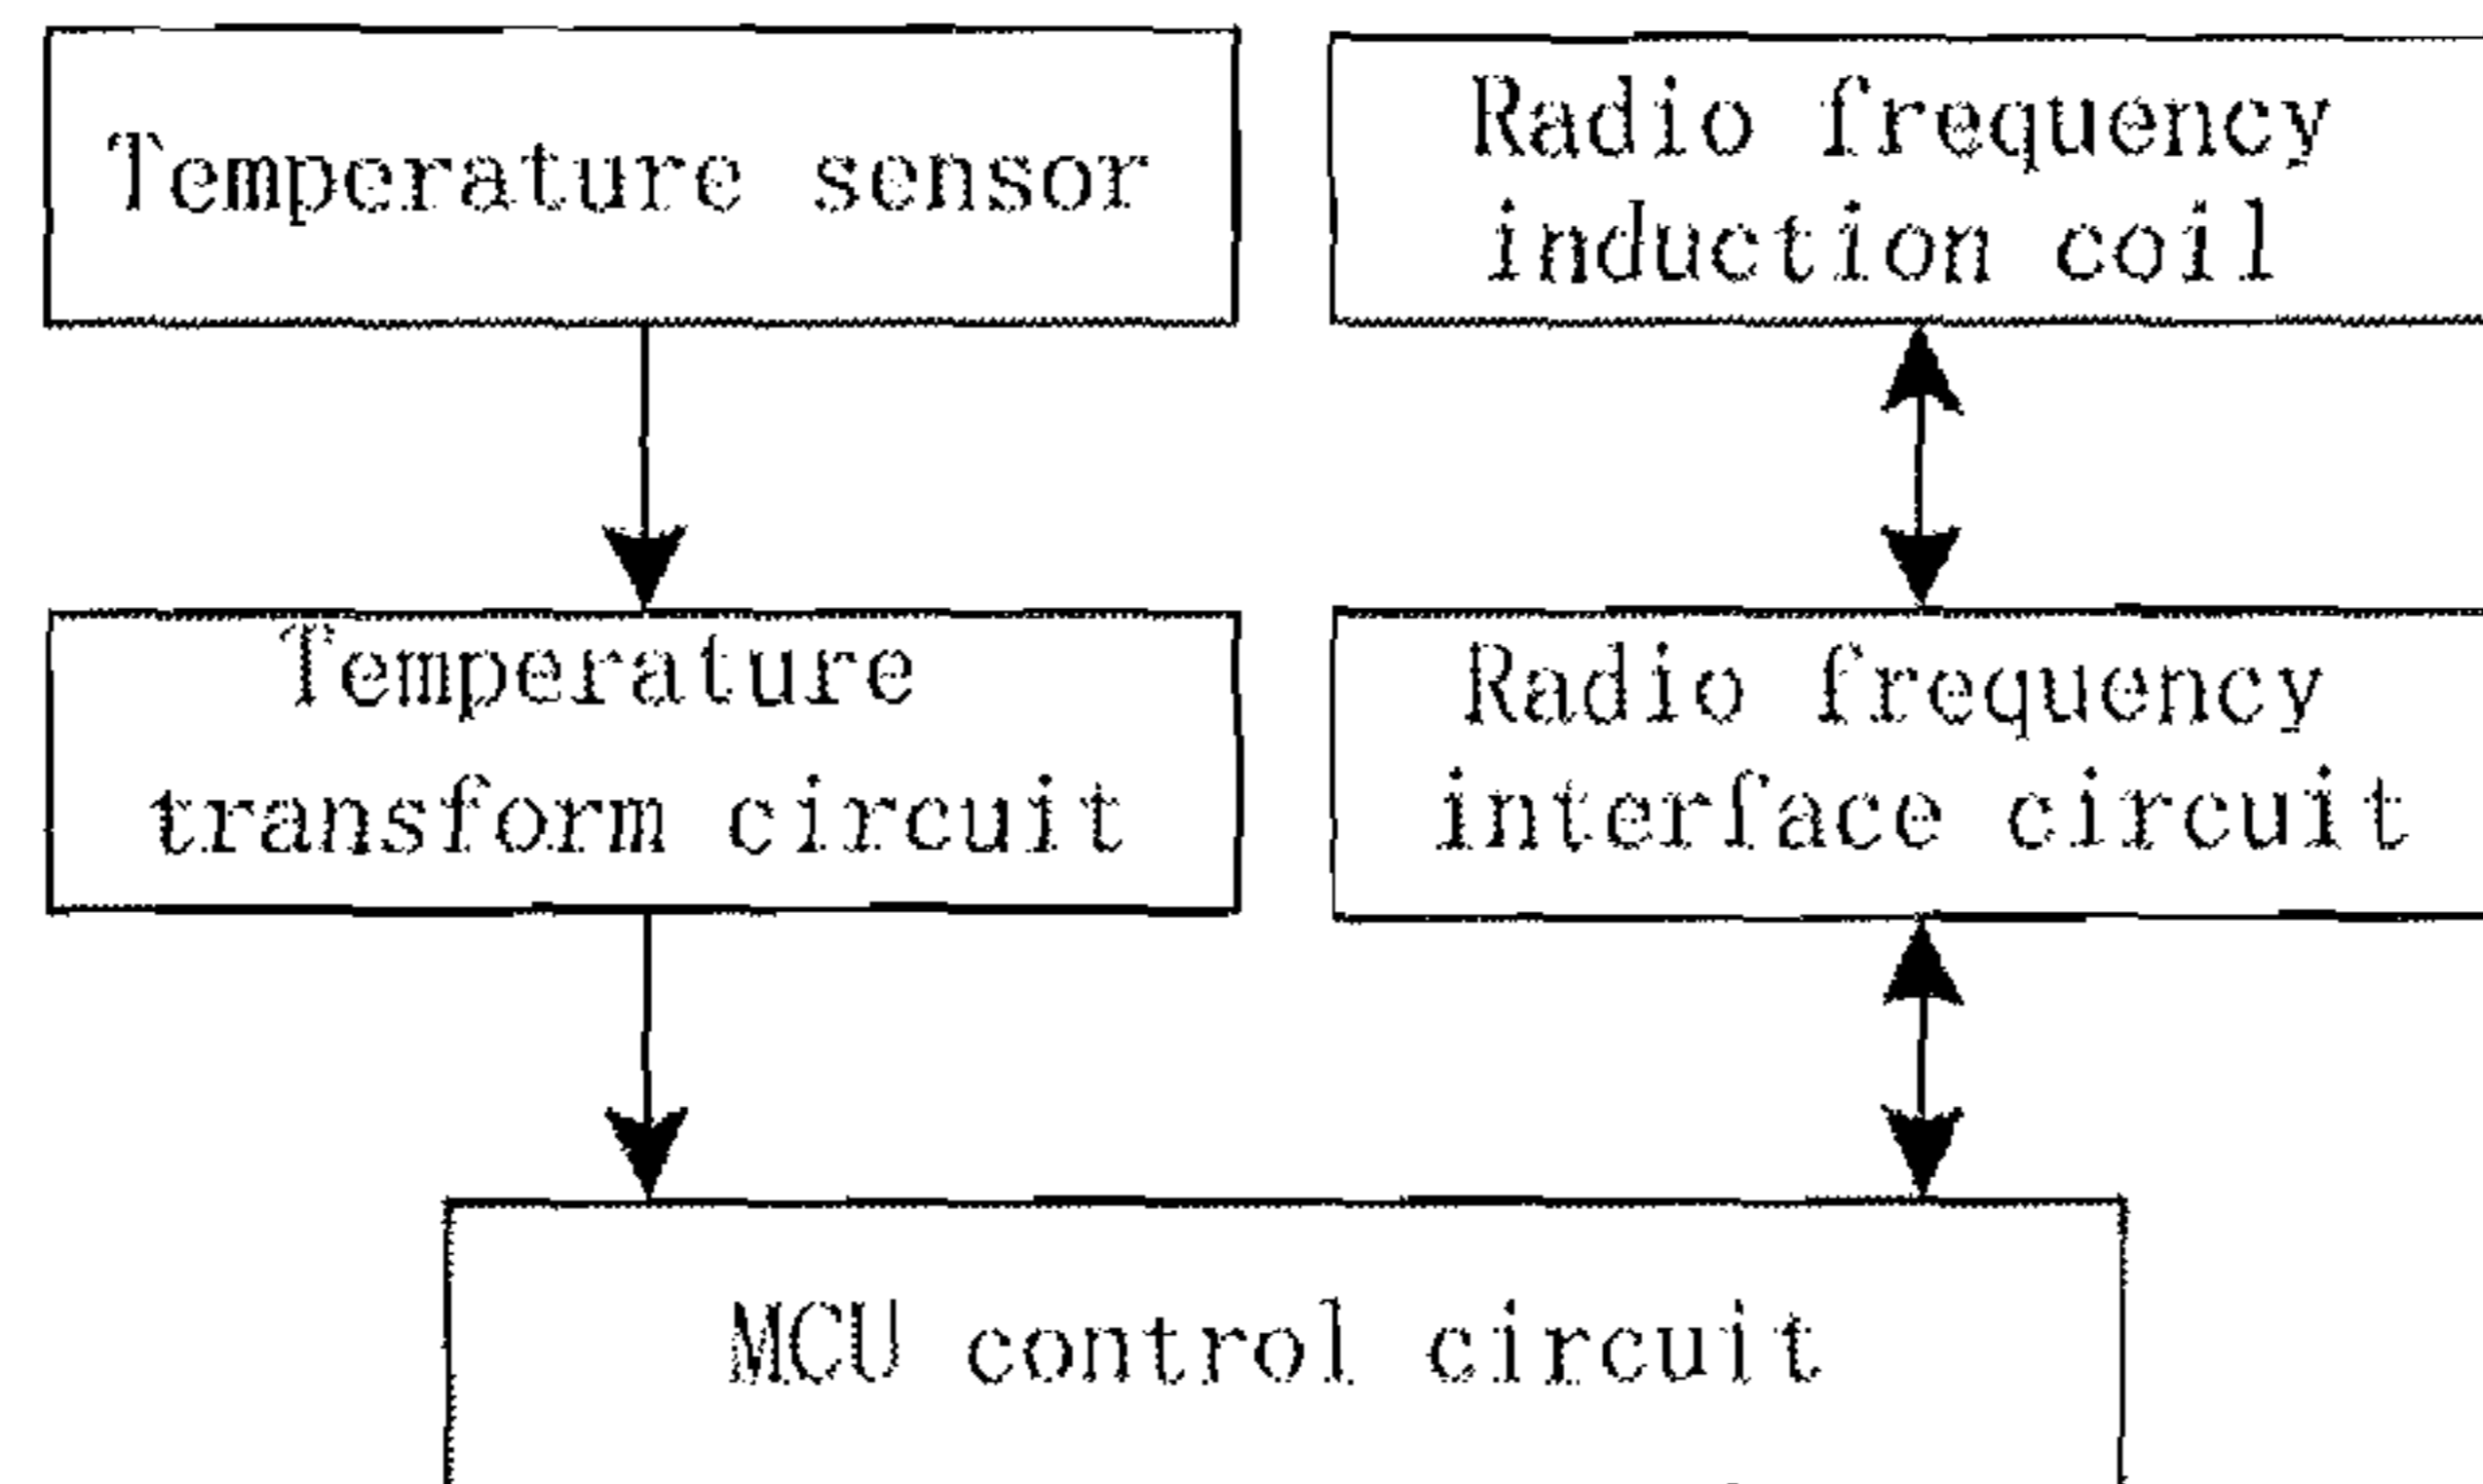 Temperature sensor
Radio frequency
induction coil
Temperature
transform circuit
Radio frequency
interface circuit
MCU control circuit